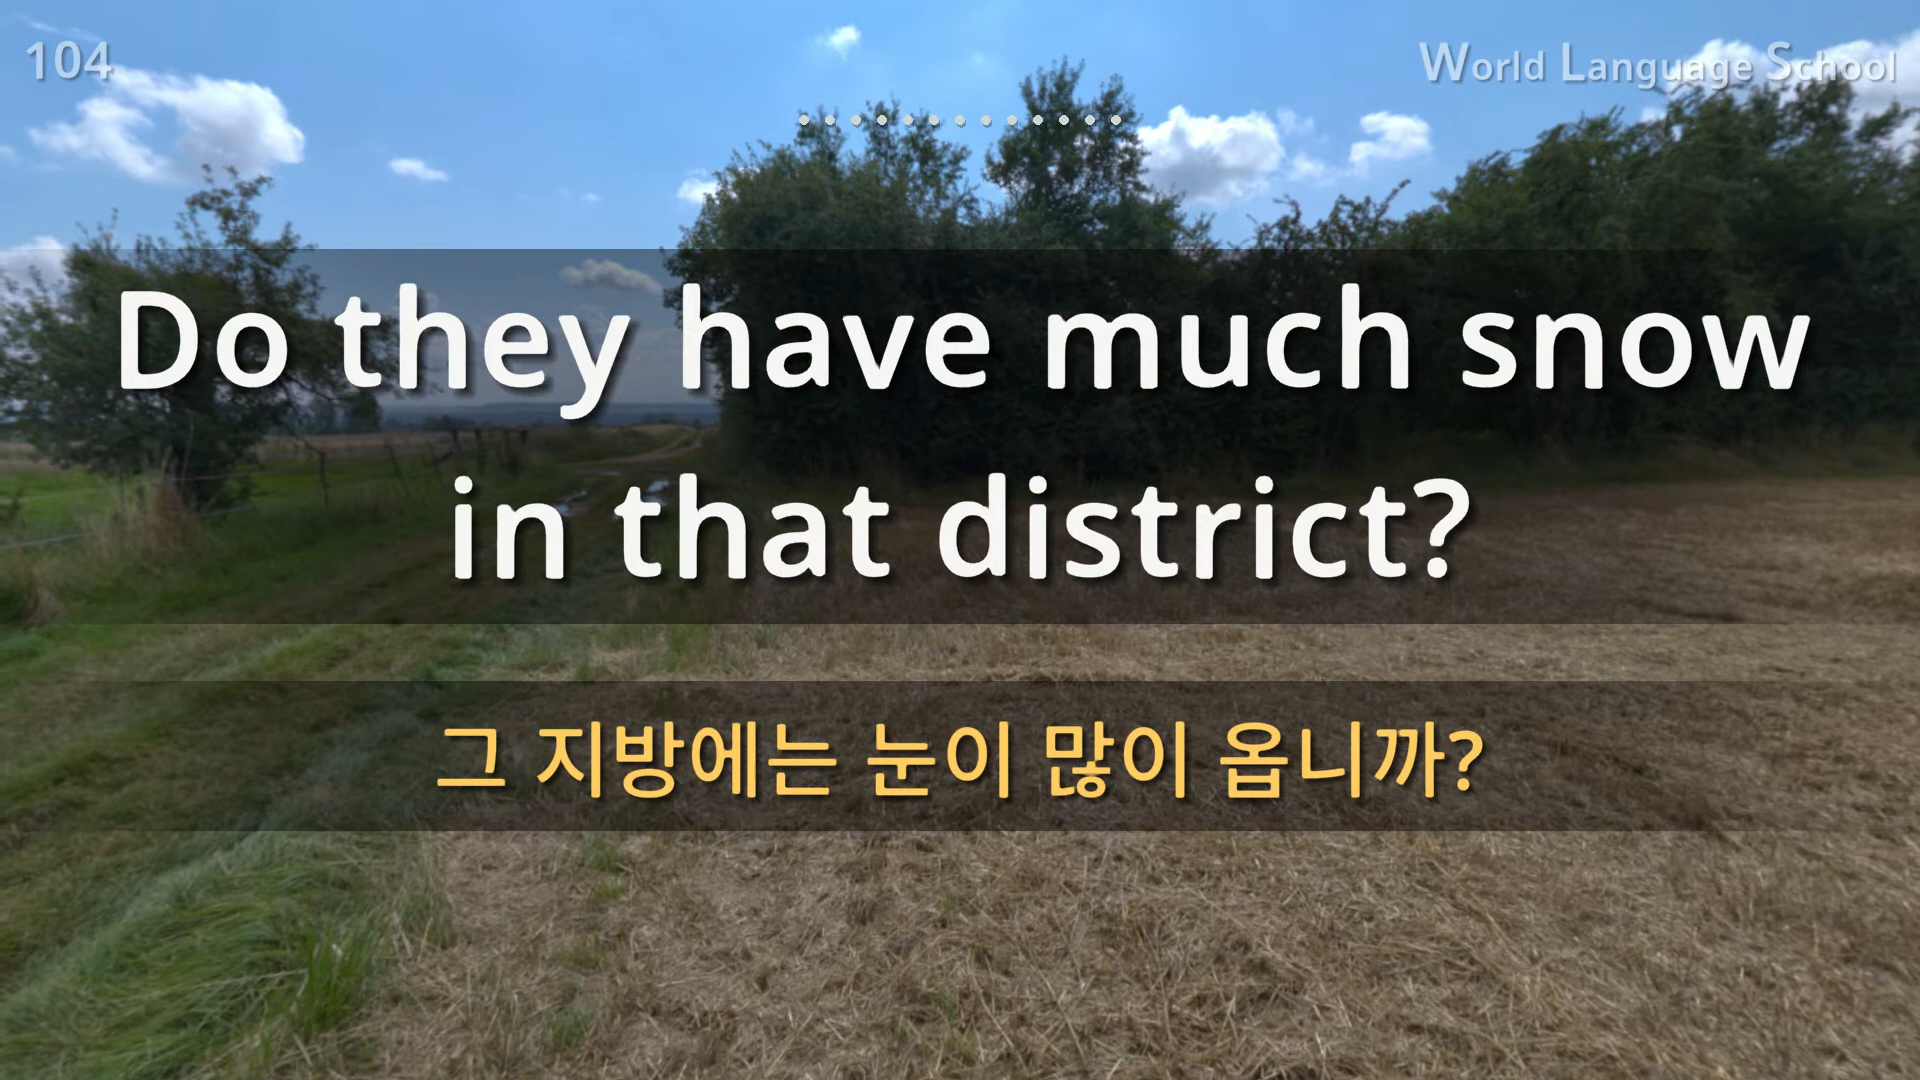 104
World Language School
Do they have much snow
in that district?
그 지방에는 눈이 많이 옵니까?